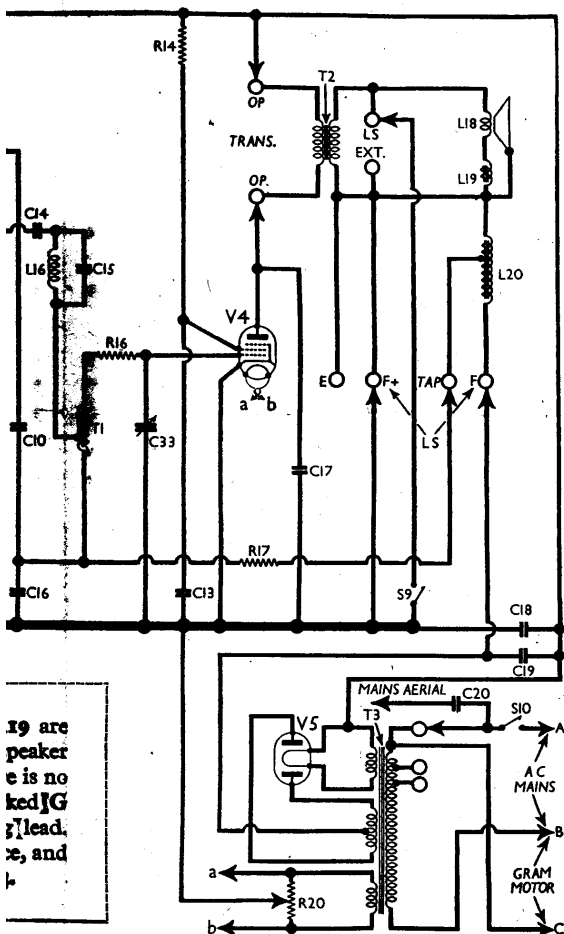 R14
OP
T2
TRANS.
LS
EXT.
L18
L19
OP.
C14
L16
C15
L20
V4
R16
a b
E
F+
TAP
F
LS
C10
T1
C33
C17
R17
C16
C13
S9
C18
C19
MAINS AERIAL
C20
V5
T3
S10
A
A C
MAINS
B
GRAM
MOTOR
C
a
R20
b
19 are
peaker
e is no
ked G
lead.
ce, and